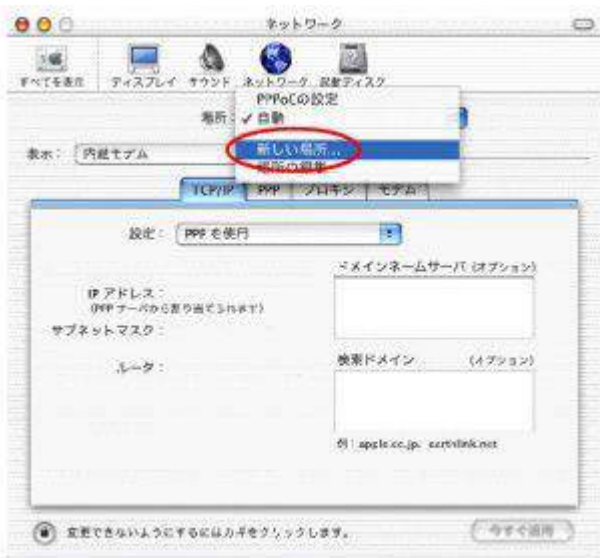 ネットワーク
すべてを表示 ディスプレイ サウンド ネットワーク 起動ディスク
場所：
PPPoEの設定
✓ 自動
新しい場所...
場所の編集...
表示： 内蔵モデム
TCP/IP PPP プロキシ モデム
設定： PPP を使用
ドメインネームサーバ (オプション)
IP アドレス：
(PPP サーバから割り当てられます)
サブネットマスク：
ルータ：
検索ドメイン (オプション)
例：apple.co.jp、earthlink.net
変更できないようにするにはカギをクリックします。
今すぐ適用